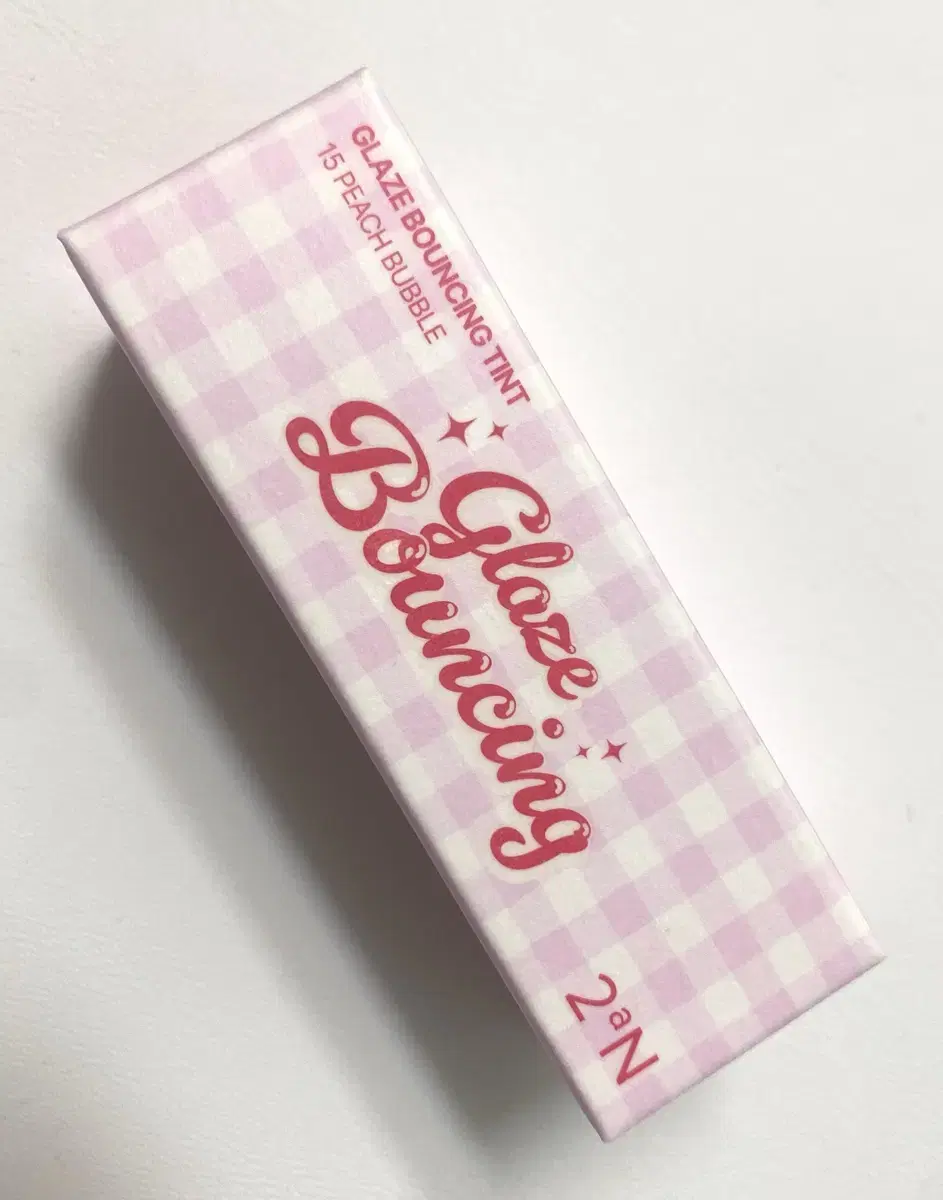 GLAZE BOUNCING TINT
15 PEACH BUBBLE
Glaze
Bouncing
2aN